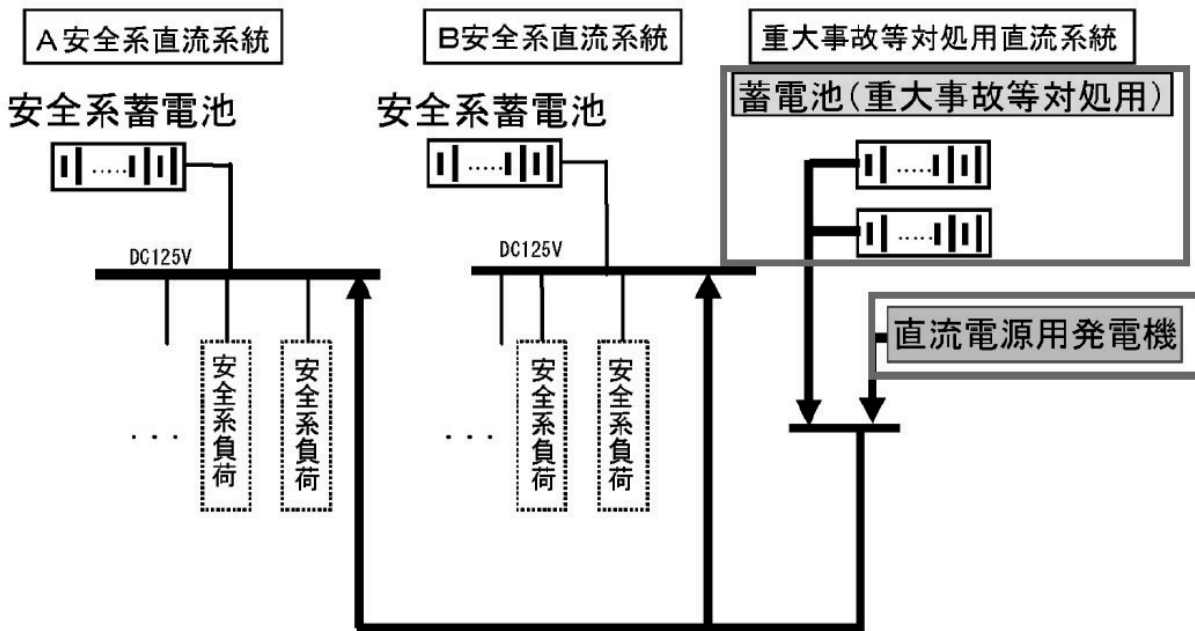 A安全系直流系統
B安全系直流系統
重大事故等対処用直流系統
安全系蓄電池
安全系蓄電池
蓄電池(重大事故等対処用)
.....
.....
.....
.....
DC125V
DC125V
直流電源用発電機
...
安全系負荷
安全系負荷
...
安全系負荷
安全系負荷